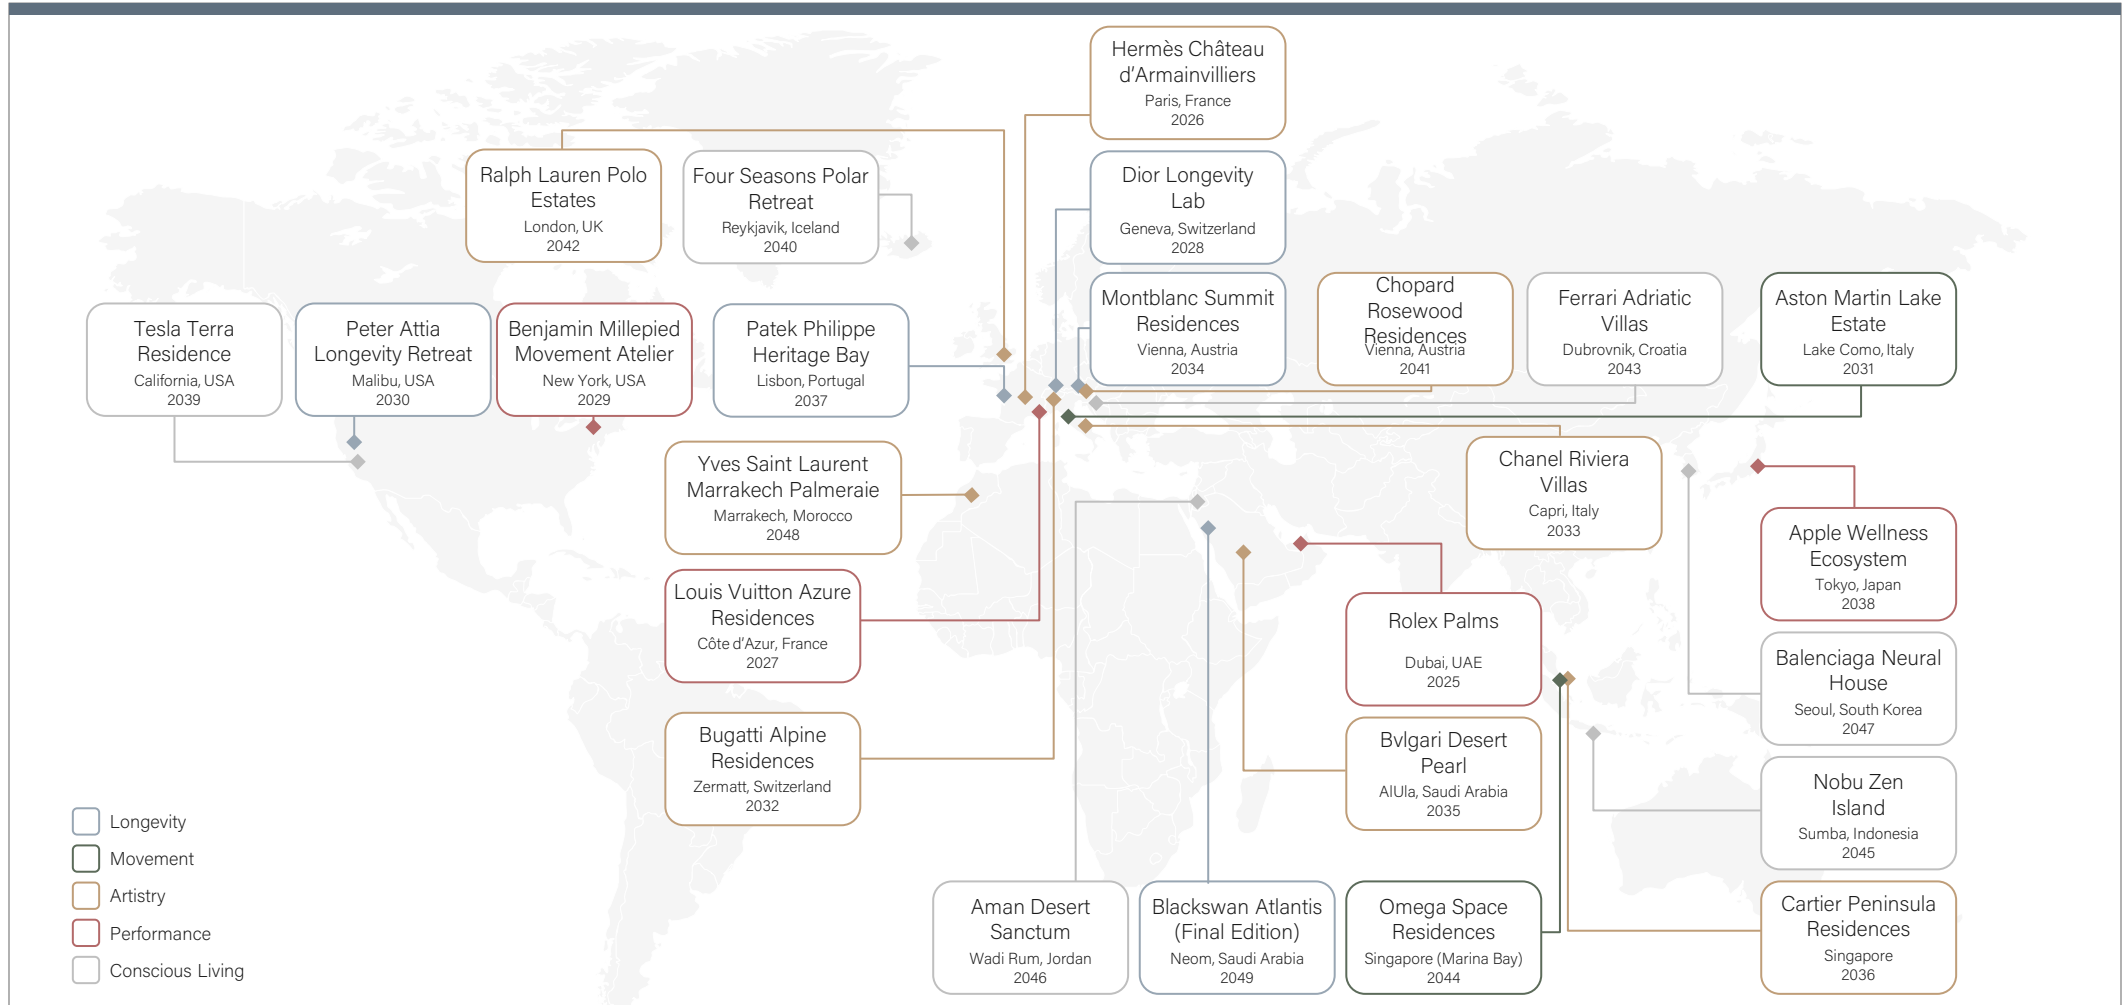 Hermès Château
d'Armainvilliers
Paris, France
2026
Ralph Lauren Polo
Estates
London, UK
2042
Four Seasons Polar
Retreat
Reykjavik, Iceland
2040
Dior Longevity
Lab
Geneva, Switzerland
2028
Tesla Terra
Residence
California, USA
2039
Peter Attia
Longevity Retreat
Malibu, USA
2030
Benjamin Millepied
Movement Atelier
New York, USA
2029
Patek Philippe
Heritage Bay
Lisbon, Portugal
2037
Montblanc Summit
Residences
Vienna, Austria
2034
Chopard
Rosewood
Residences
Vienna, Austria
2041
Ferrari Adriatic
Villas
Dubrovnik, Croatia
2043
Aston Martin Lake
Estate
Lake Como, Italy
2031
Yves Saint Laurent
Marrakech Palmeraie
Marrakech, Morocco
2048
Chanel Riviera
Villas
Capri, Italy
2033
Apple Wellness
Ecosystem
Tokyo, Japan
2038
Louis Vuitton Azure
Residences
Côte d'Azur, France
2027
Rolex Palms
Dubai, UAE
2025
Balenciaga Neural
House
Seoul, South Korea
2047
Bugatti Alpine
Residences
Zermatt, Switzerland
2032
Bvlgari Desert
Pearl
AlUla, Saudi Arabia
2035
Nobu Zen
Island
Sumba, Indonesia
2045
Longevity
Movement
Artistry
Performance
Conscious Living
Aman Desert
Sanctum
Wadi Rum, Jordan
2046
Blackswan Atlantis
(Final Edition)
Neom, Saudi Arabia
2049
Omega Space
Residences
Singapore (Marina Bay)
2044
Cartier Peninsula
Residences
Singapore
2036